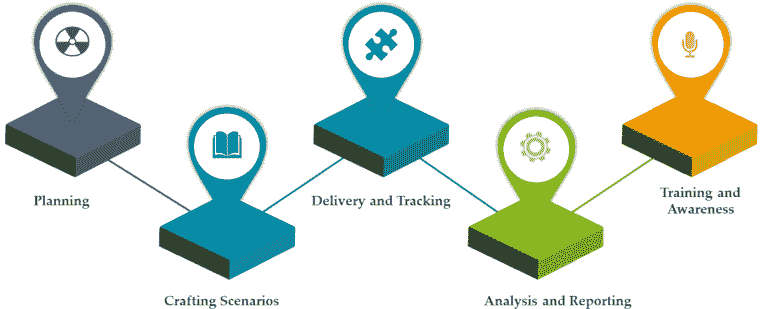 Planning
Crafting Scenarios
Delivery and Tracking
Analysis and Reporting
Training and
Awareness